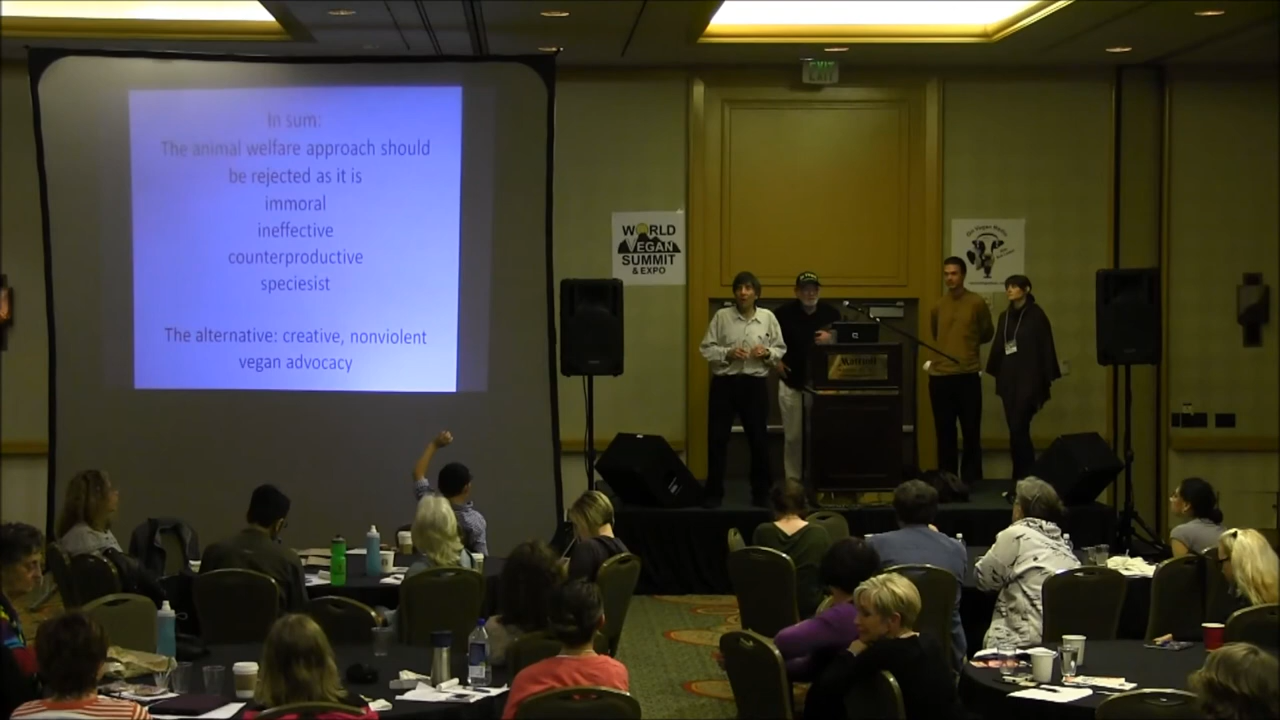 In sum:
The animal welfare approach should
be rejected as it is
immoral
ineffective
counterproductive
speciesist
The alternative: creative, nonviolent
vegan advocacy
EXIT
WORLD
VEGAN
SUMMIT
& EXPO
Marriott